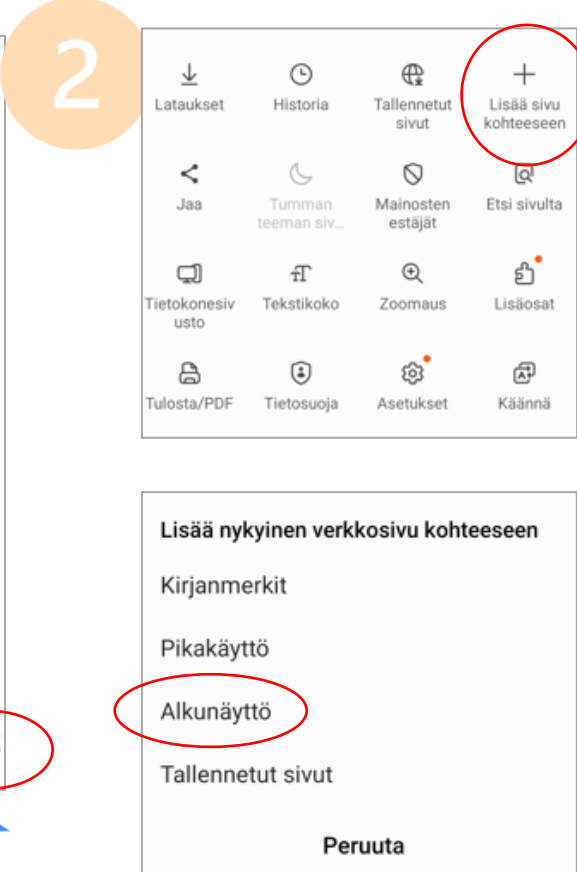 2
Lataukset
Historia
Tallennetut
sivut
Lisää sivu
kohteeseen
Jaa
Tumman
teeman siv...
Mainosten
estäjät
Etsi sivulta
Tietokonesiv
usto
Tekstikoko
Zoomaus
Lisäosat
Tulosta/PDF
Tietosuoja
Asetukset
Käännä
Lisää nykyinen verkkosivu kohteeseen
Kirjanmerkit
Pikakäyttö
Alkunäyttö
Tallennetut sivut
Peruuta